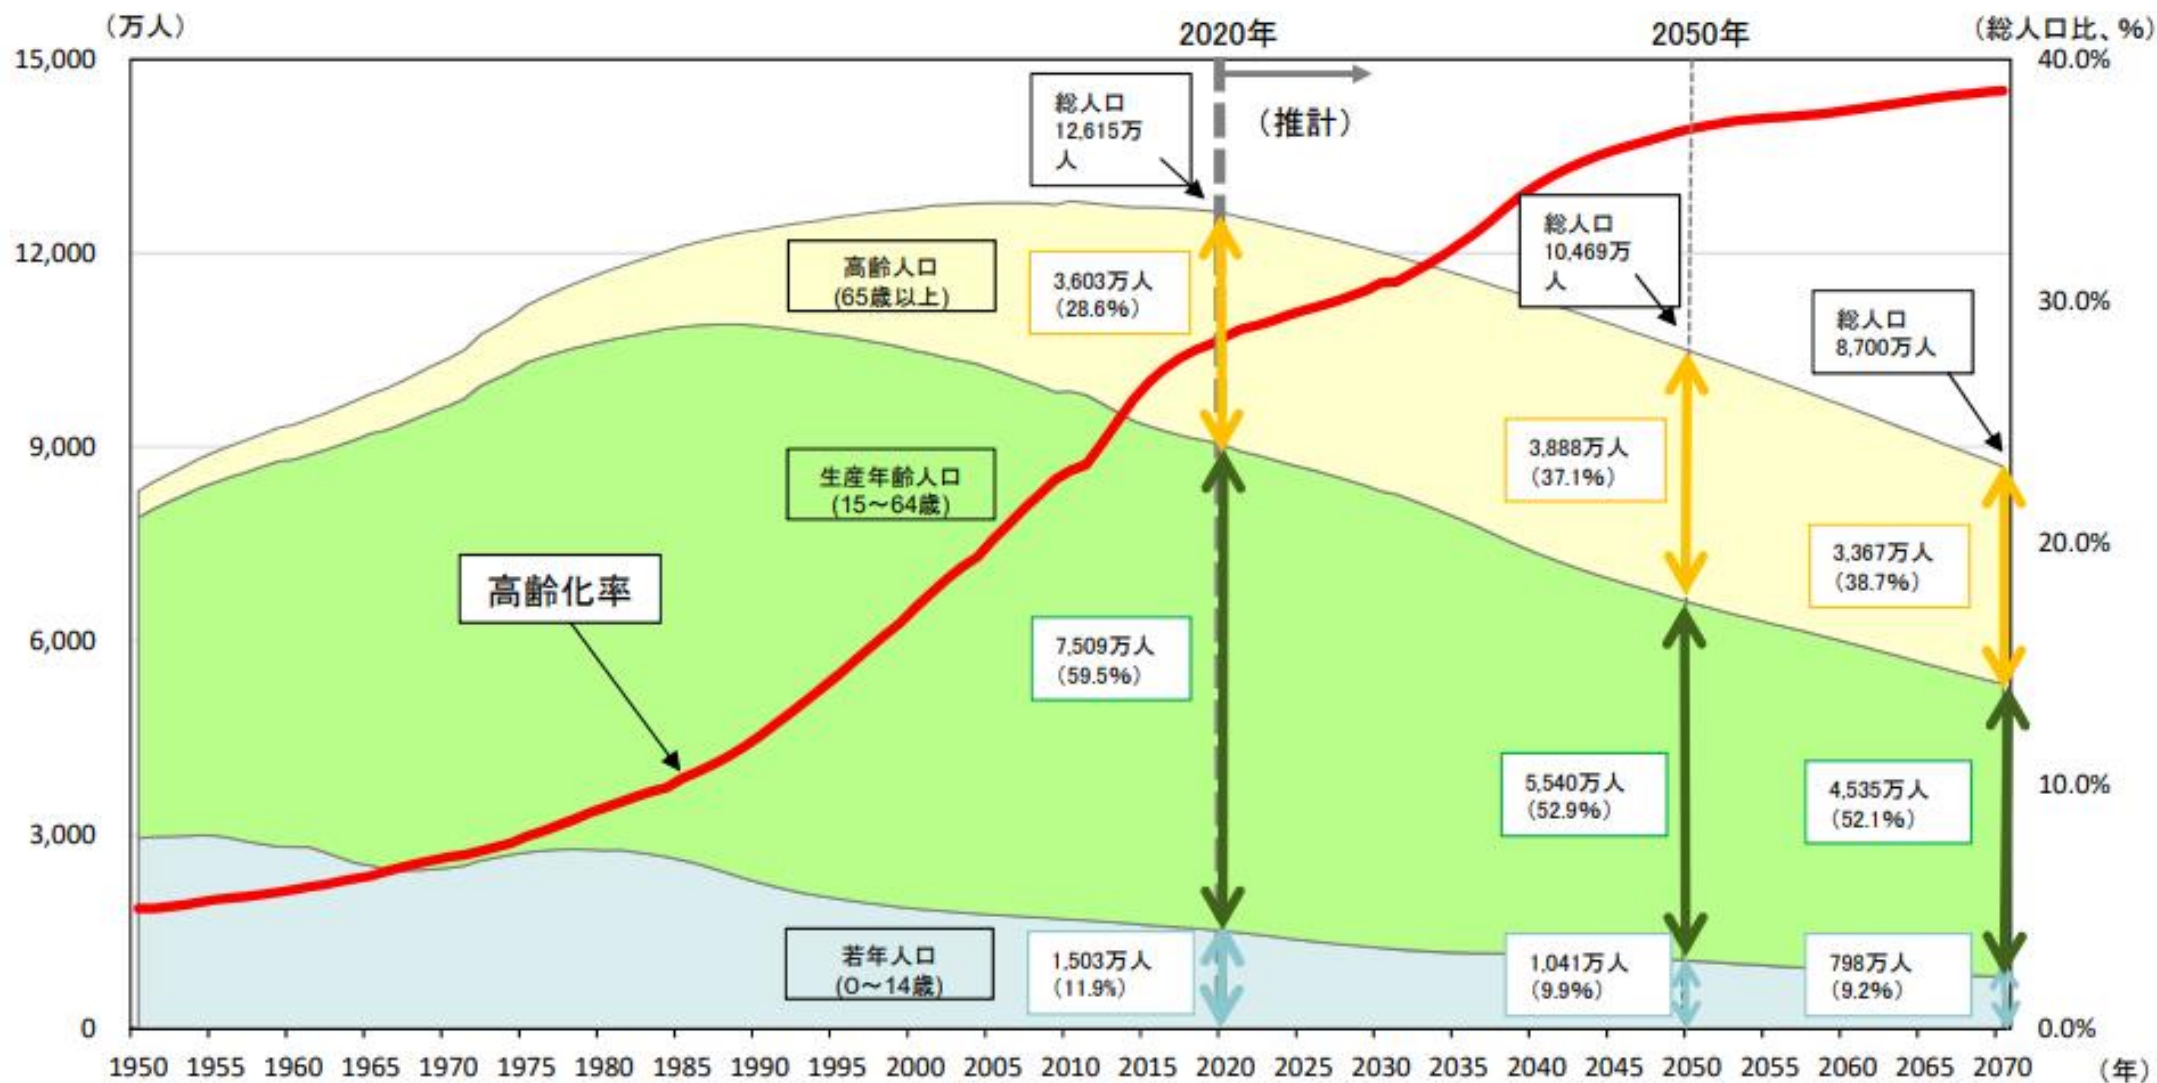 （万人）
2020年
2050年
（総人口比、%）
15,000
40.0%
総人口
12,615万
人
（推計）
総人口
10,469万
人
12,000
高齢人口
(65歳以上)
3,603万人
（28.6%）
30.0%
総人口
8,700万人
9,000
生産年齢人口
(15～64歳)
3,888万人
（37.1%）
高齢化率
20.0%
3,367万人
（38.7%）
6,000
7,509万人
（59.5%）
5,540万人
（52.9%）
10.0%
4,535万人
（52.1%）
3,000
若年人口
(0～14歳)
1,503万人
（11.9%）
1,041万人
（9.9%）
798万人
（9.2%）
0
0.0%
1950 1955 1960 1965 1970 1975 1980 1985 1990 1995 2000 2005 2010 2015 2020 2025 2030 2035 2040 2045 2050 2055 2060 2065 2070 （年）